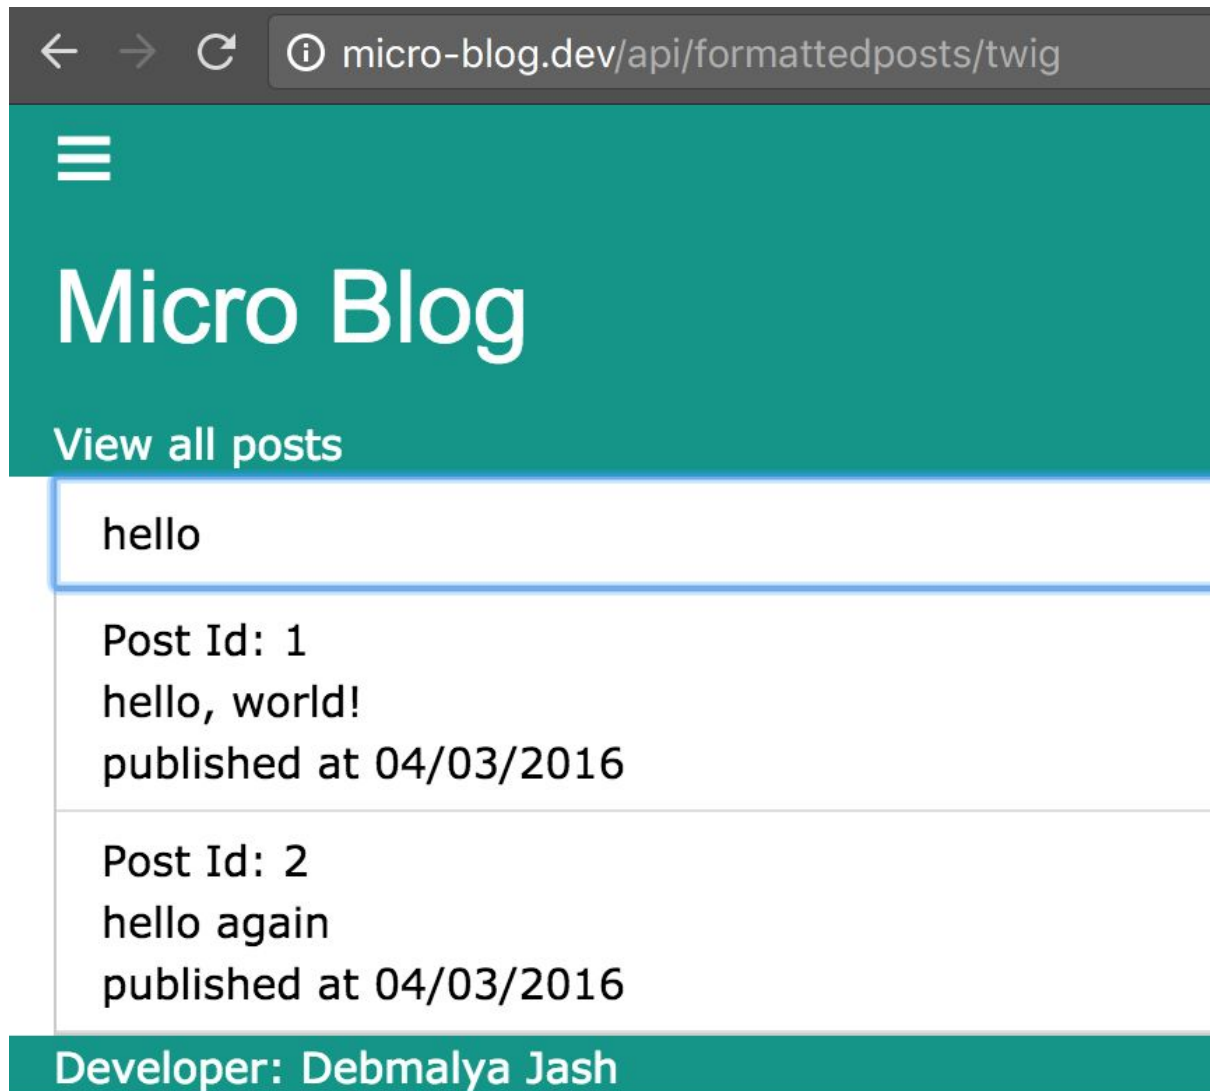 micro-blog.dev/api/formattedposts/twig
Micro Blog
View all posts
hello
Post Id: 1
hello, world!
published at 04/03/2016
Post Id: 2
hello again
published at 04/03/2016
Developer: Debmalya Jash